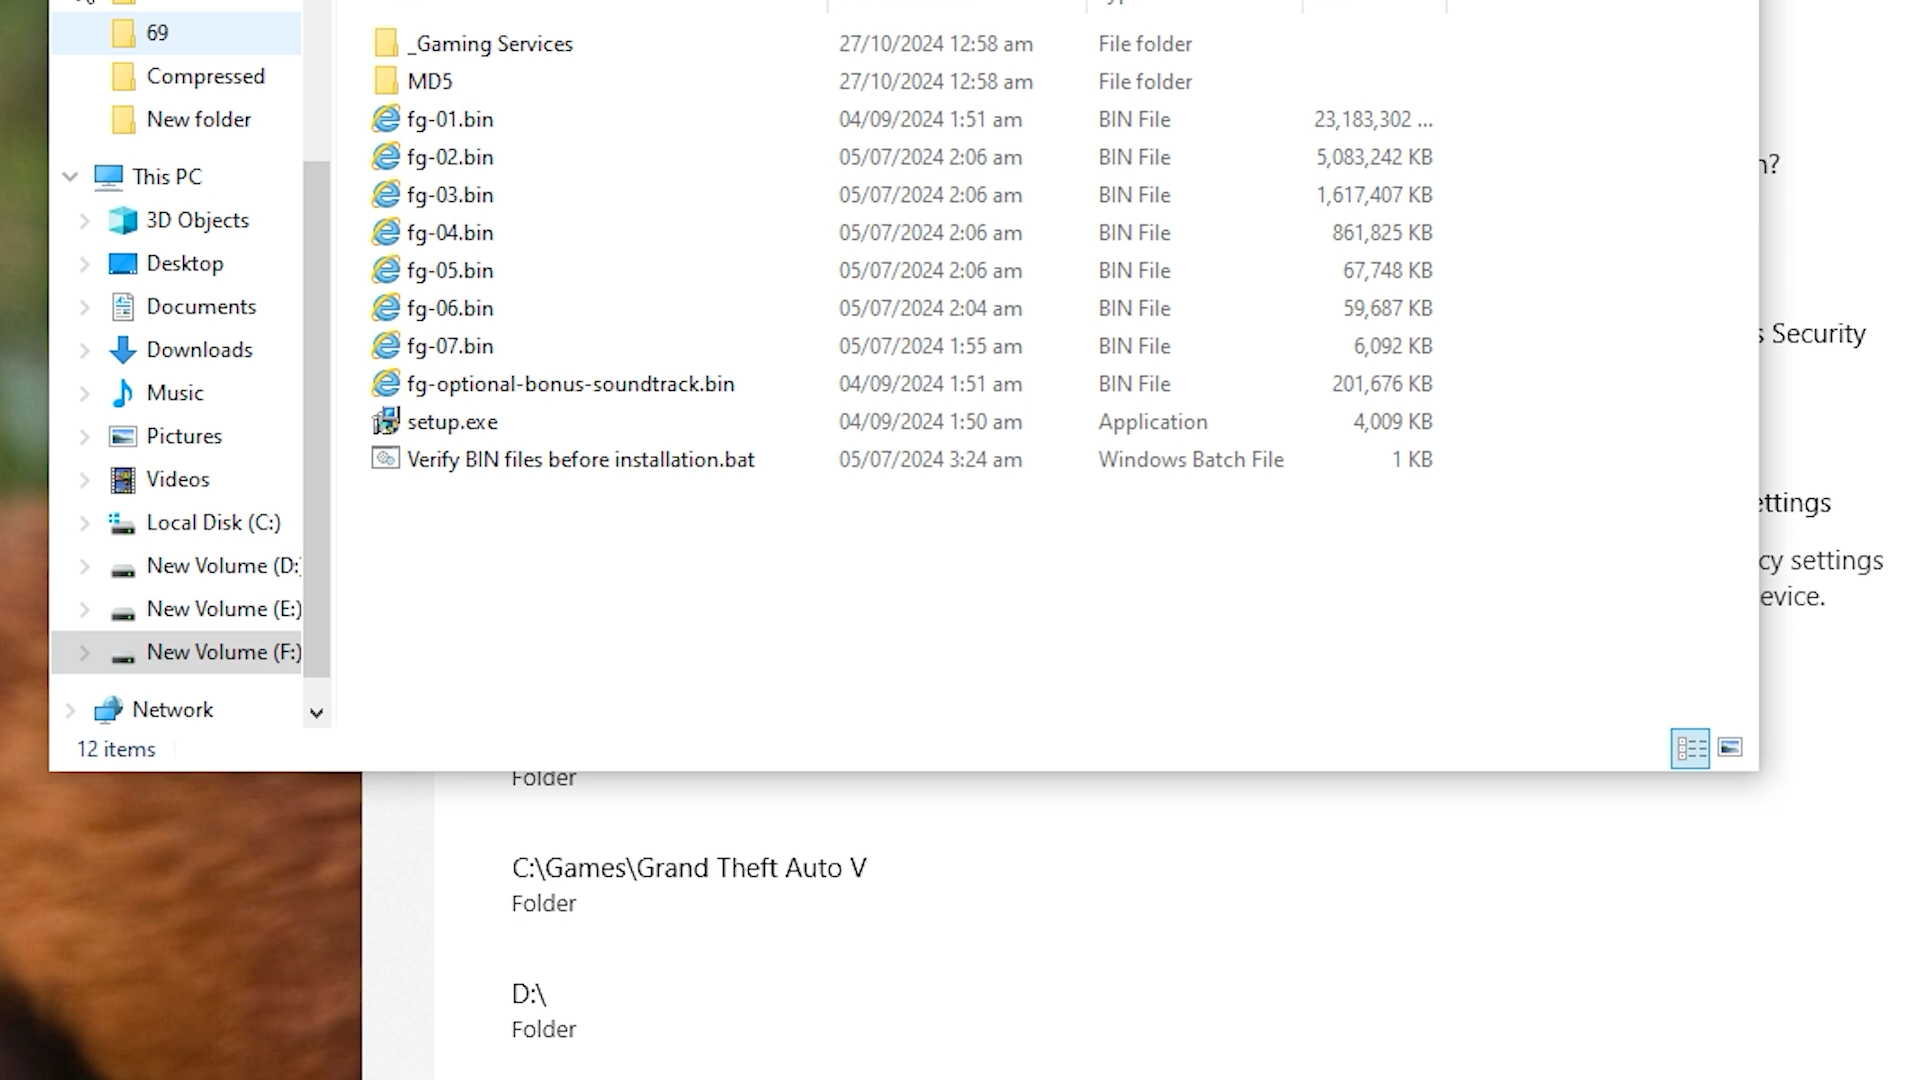 69
Compressed
New folder
This PC
3D Objects
Desktop
Documents
Downloads
Music
Pictures
Videos
Local Disk (C:)
New Volume (D:
New Volume (E:)
New Volume (F:)
Network
12 items
_Gaming Services 27/10/2024 12:58 am File folder
MD5 27/10/2024 12:58 am File folder
fg-01.bin 04/09/2024 1:51 am BIN File 23,183,302 ...
fg-02.bin 05/07/2024 2:06 am BIN File 5,083,242 KB
fg-03.bin 05/07/2024 2:06 am BIN File 1,617,407 KB
fg-04.bin 05/07/2024 2:06 am BIN File 861,825 KB
fg-05.bin 05/07/2024 2:06 am BIN File 67,748 KB
fg-06.bin 05/07/2024 2:04 am BIN File 59,687 KB
fg-07.bin 05/07/2024 1:55 am BIN File 6,092 KB
fg-optional-bonus-soundtrack.bin 04/09/2024 1:51 am BIN File 201,676 KB
setup.exe 04/09/2024 1:50 am Application 4,009 KB
Verify BIN files before installation.bat 05/07/2024 3:24 am Windows Batch File 1 KB
n?
s Security
ettings
cy settings
evice.
Folder
C:\Games\Grand Theft Auto V
Folder
D:\
Folder